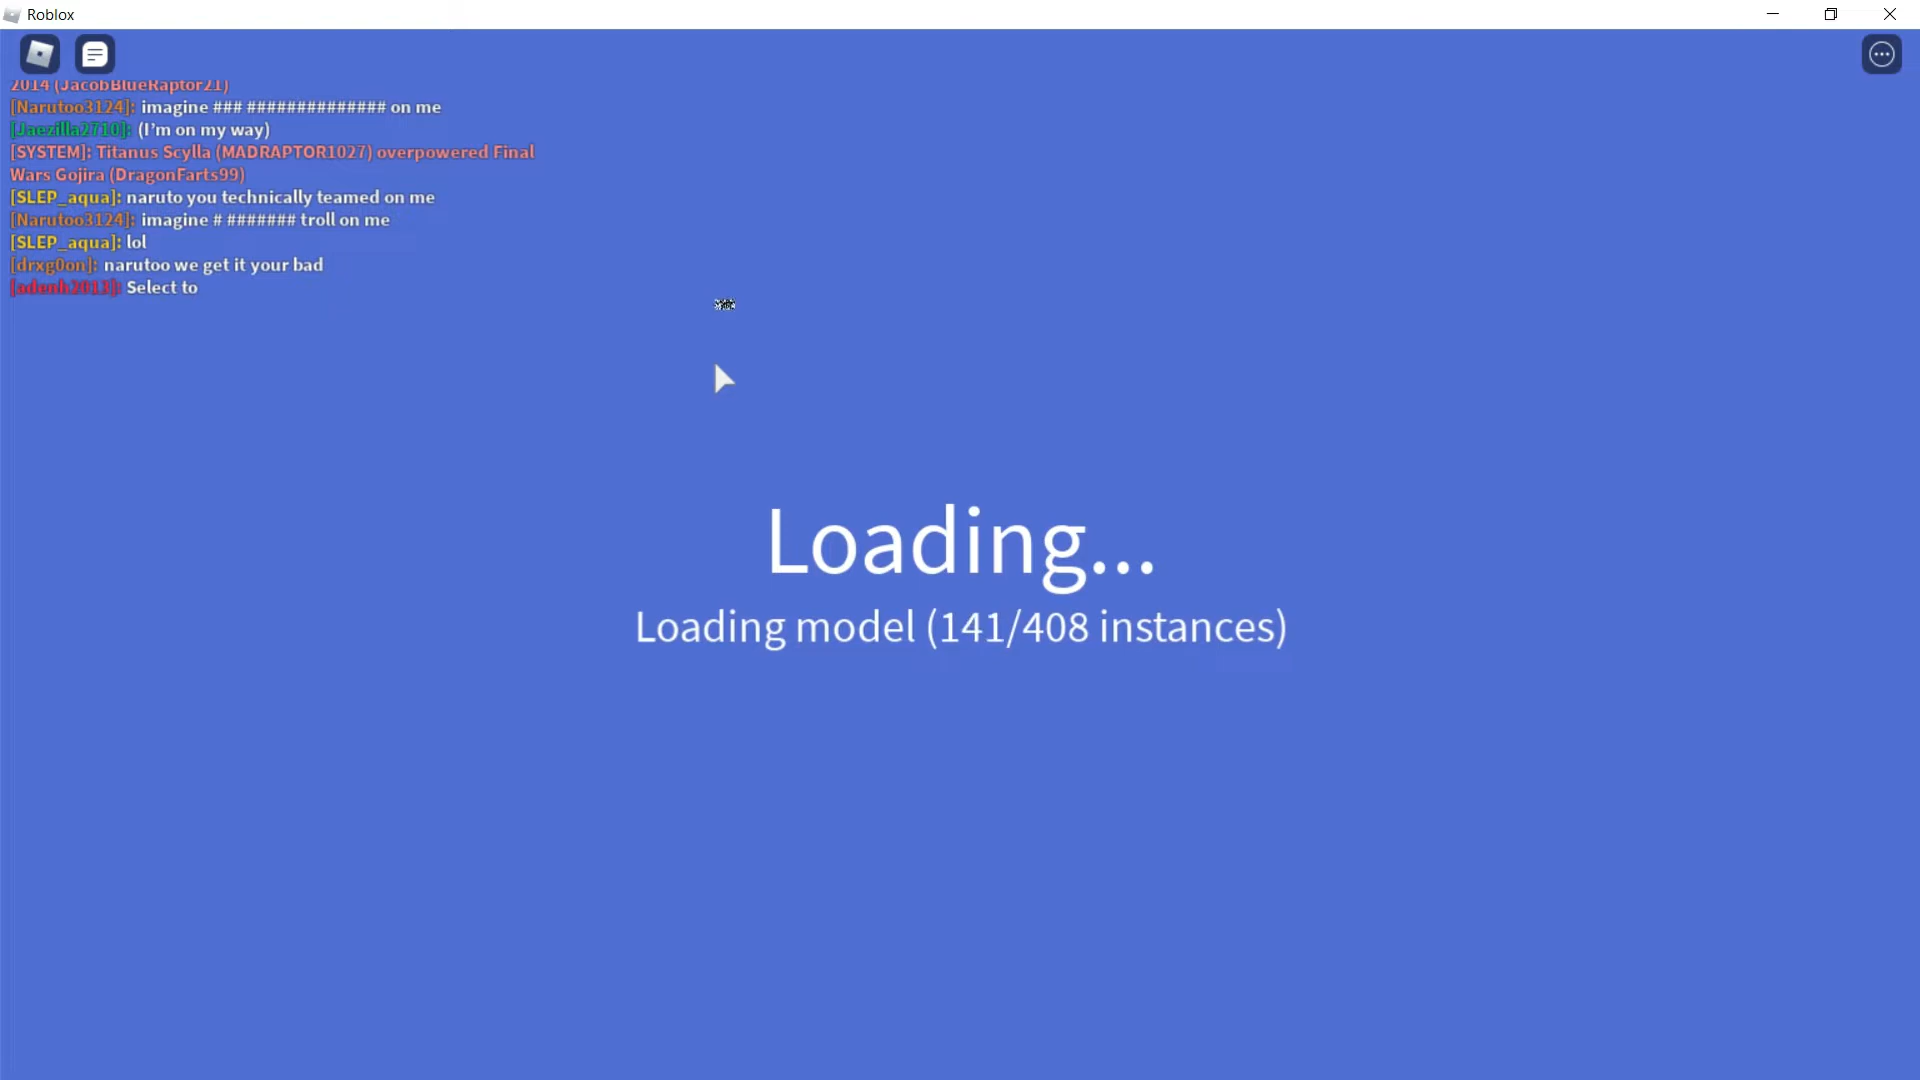 Roblox
2014 (JacobBlueRaptor21)
[Narutoo3124]: imagine ### ############## on me
[Jaezilla2710]: (I'm on my way)
[SYSTEM]: Titanus Scylla (MADRAPTOR1027) overpowered Final
Wars Gojira (DragonFarts99)
[SLEP_aqua]: naruto you technically teamed on me
[Narutoo3124]: imagine # ####### troll on me
[SLEP_aqua]: lol
[drxg0on]: narutoo we get it your bad
[adenh2013]: Select to
Loading...
Loading model (141/408 instances)